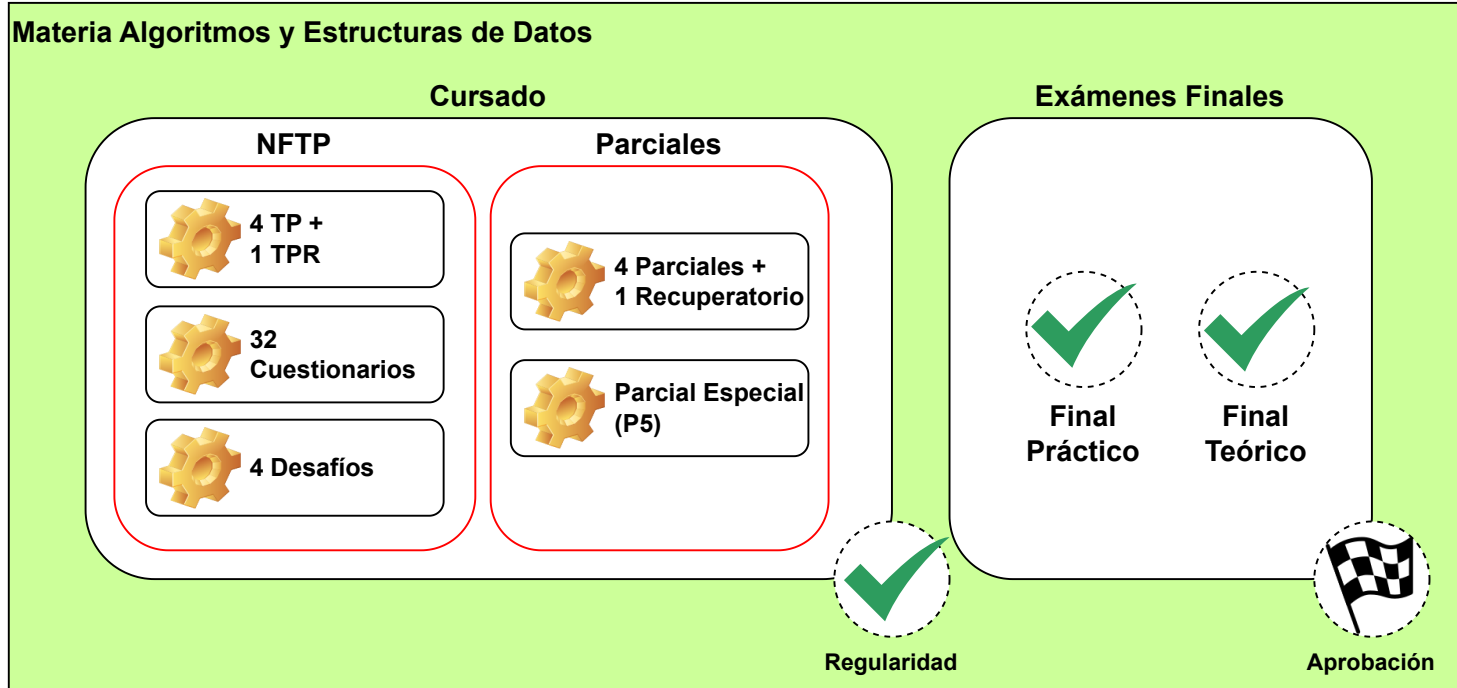 Materia Algoritmos y Estructuras de Datos
Cursado
NFTP
4 TP +
1 TPR
32
Cuestionarios
4 Desafíos
Parciales
4 Parciales +
1 Recuperatorio
Parcial Especial
(P5)
Regularidad
Exámenes Finales
Final
Práctico
Final
Teórico
Aprobación